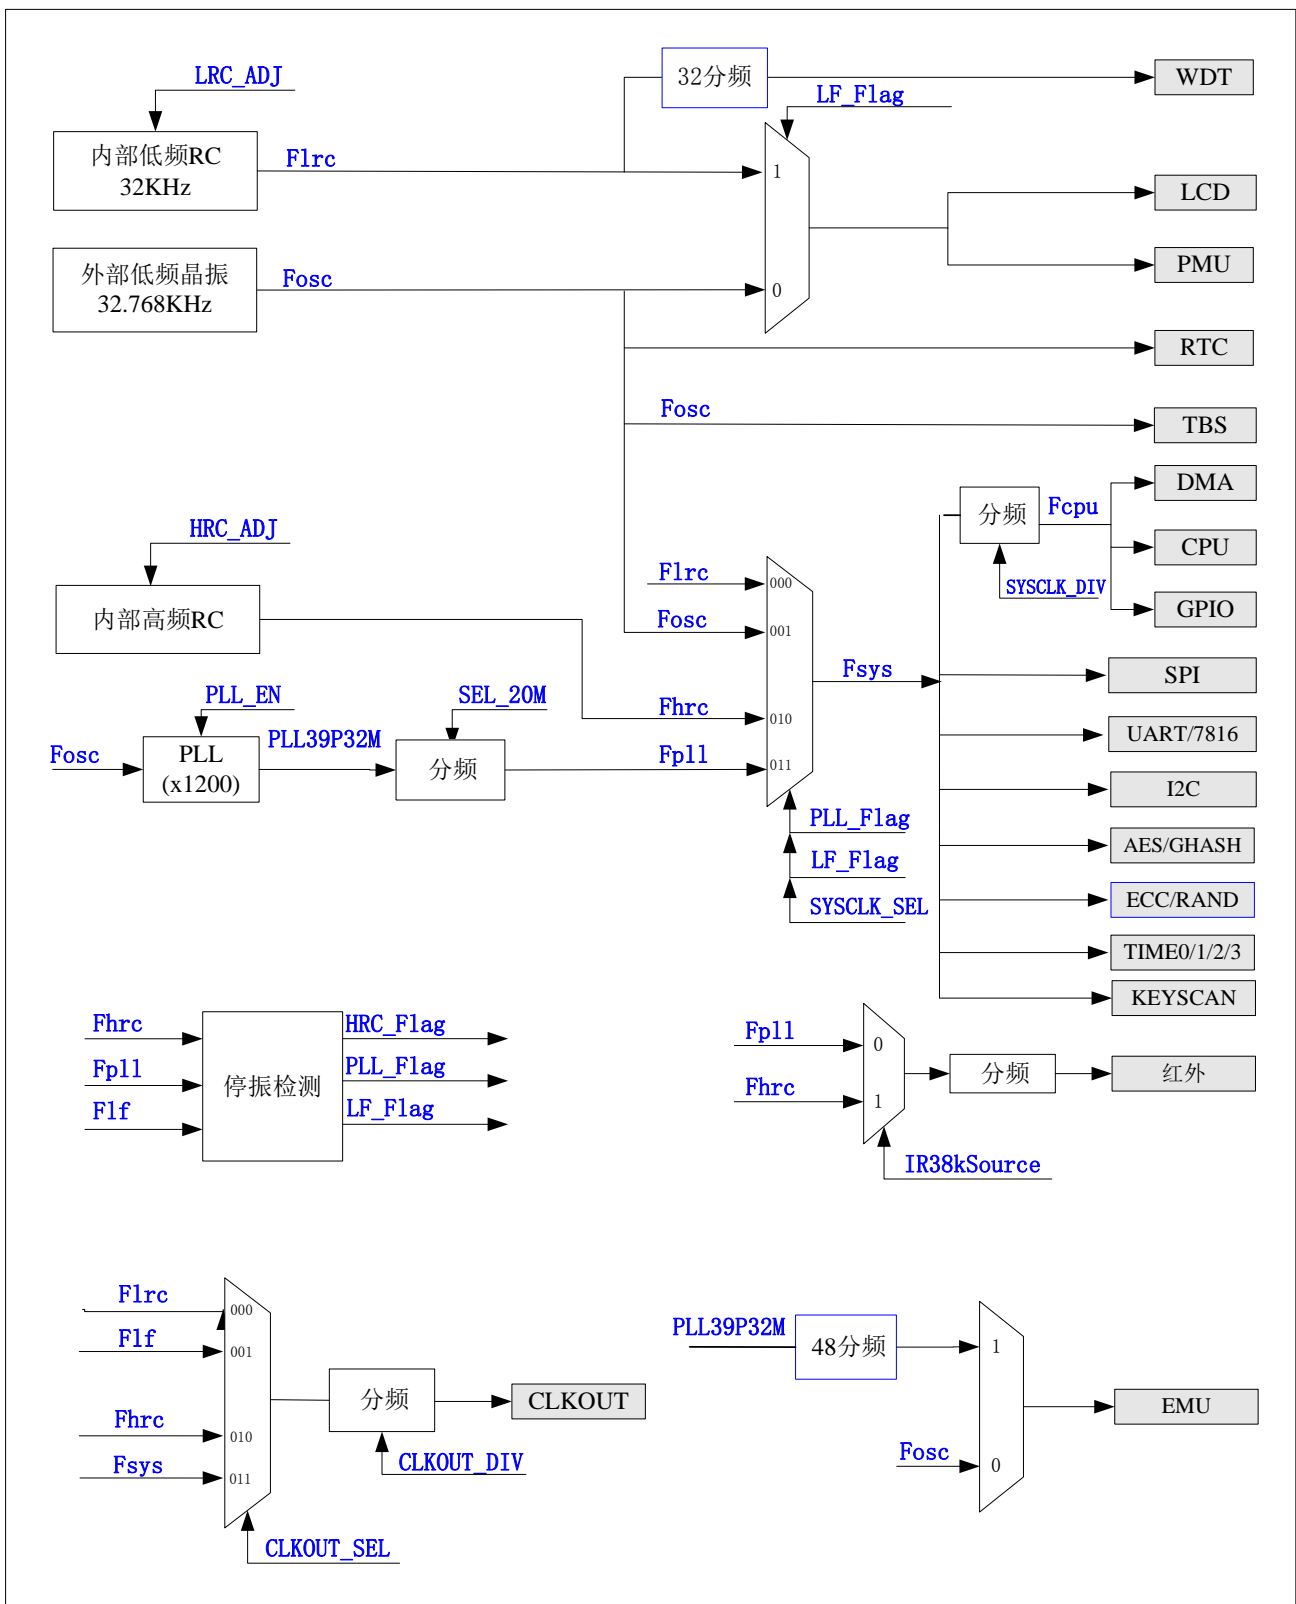 32分频
WDT
LRC_ADJ
LF_Flag
内部低频RC
32KHz
Flrc
1
LCD
外部低频晶振
32.768KHz
Fosc
0
PMU
RTC
Fosc
TBS
DMA
分频
Fcpu
CPU
SYSCLK_DIV
GPIO
HRC_ADJ
内部高频RC
Flrc
000
Fosc
001
Fhrc
010
Fpll
011
Fsys
PLL_EN
SEL_20M
Fosc
PLL
(x1200)
PLL39P32M
分频
PLL_Flag
LF_Flag
SYSCLK_SEL
SPI
UART/7816
I2C
AES/GHASH
ECC/RAND
TIME0/1/2/3
KEYSCAN
Fhrc
Fpll
Flf
停振检测
HRC_Flag
PLL_Flag
LF_Flag
Fpll
0
Fhrc
1
分频
红外
IR38kSource
Flrc
000
Flf
001
Fhrc
010
Fsys
011
分频
CLKOUT
CLKOUT_DIV
CLKOUT_SEL
PLL39P32M
48分频
1
Fosc
0
EMU